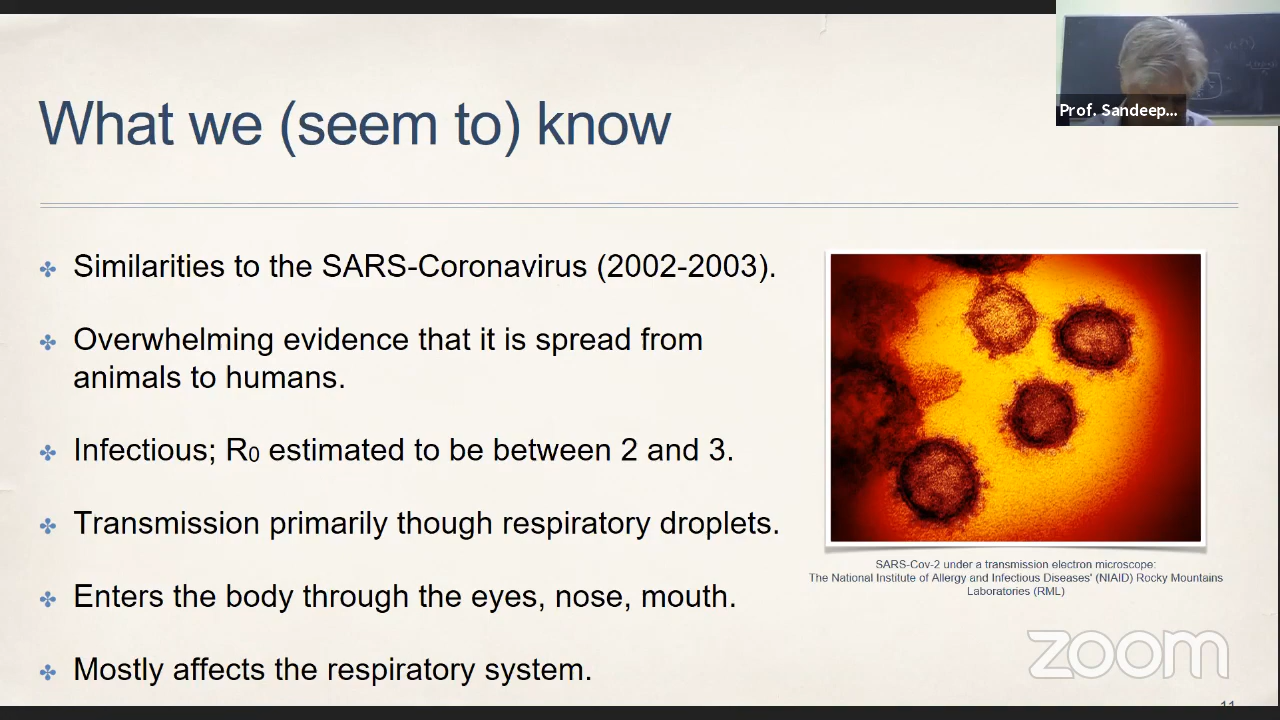 Prof. Sandeep...
What we (seem to) know
Similarities to the SARS-Coronavirus (2002-2003).
Overwhelming evidence that it is spread from
animals to humans.
Infectious; R₀ estimated to be between 2 and 3.
Transmission primarily though respiratory droplets.
Enters the body through the eyes, nose, mouth.
Mostly affects the respiratory system.
SARS-Cov-2 under a transmission electron microscope:
The National Institute of Allergy and Infectious Diseases' (NIAID) Rocky Mountains
Laboratories (RML)
zoom